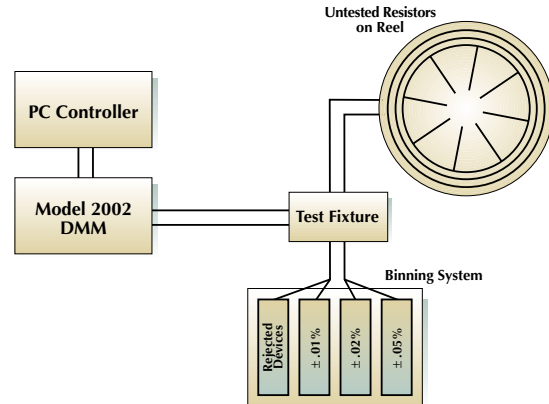 Untested Resistors
on Reel
PC Controller
Model 2002
DMM
Test Fixture
Binning System
Rejected
Devices
±.01%
±.02%
±.05%